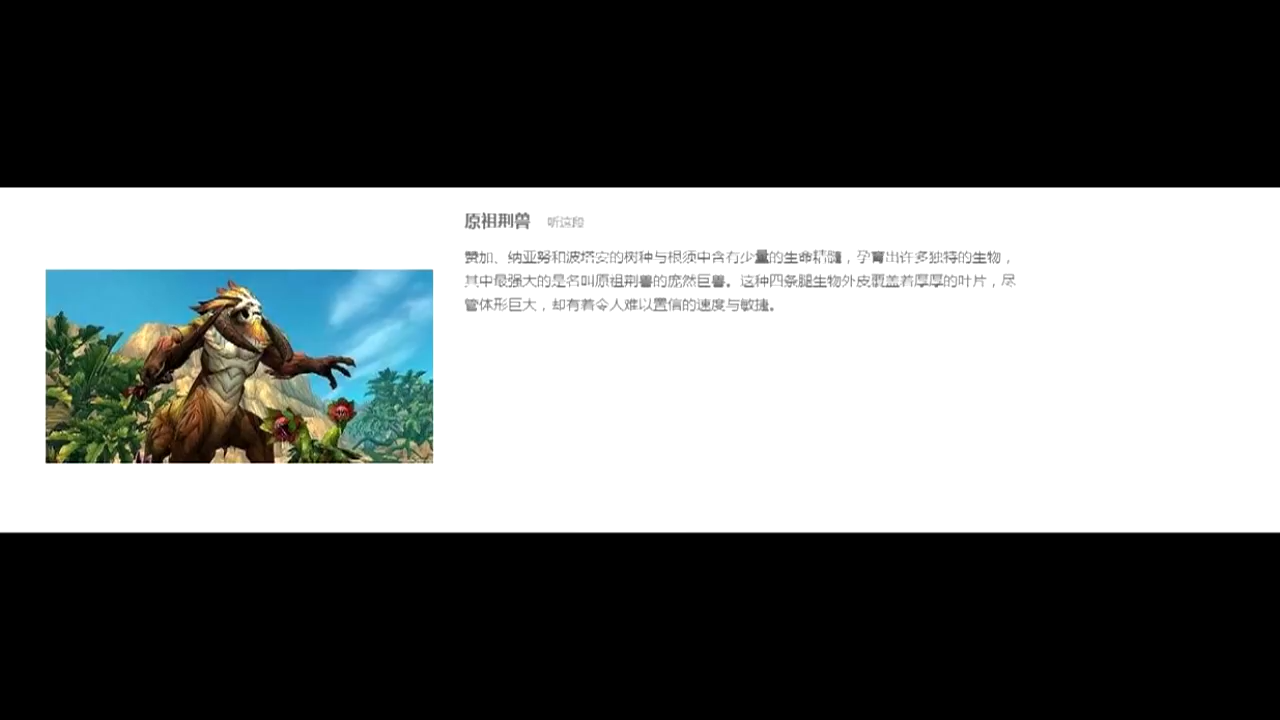 原祖荆兽 听这段
赞加、纳亚努和波塔安的树种与根须中含有少量的生命精髓，孕育出许多独特的生物，
其中最强大的是名叫原祖荆兽的庞然巨兽。这种四条腿生物外皮覆盖着厚厚的叶片，尽
管体形巨大，却有着令人难以置信的速度与敏捷。